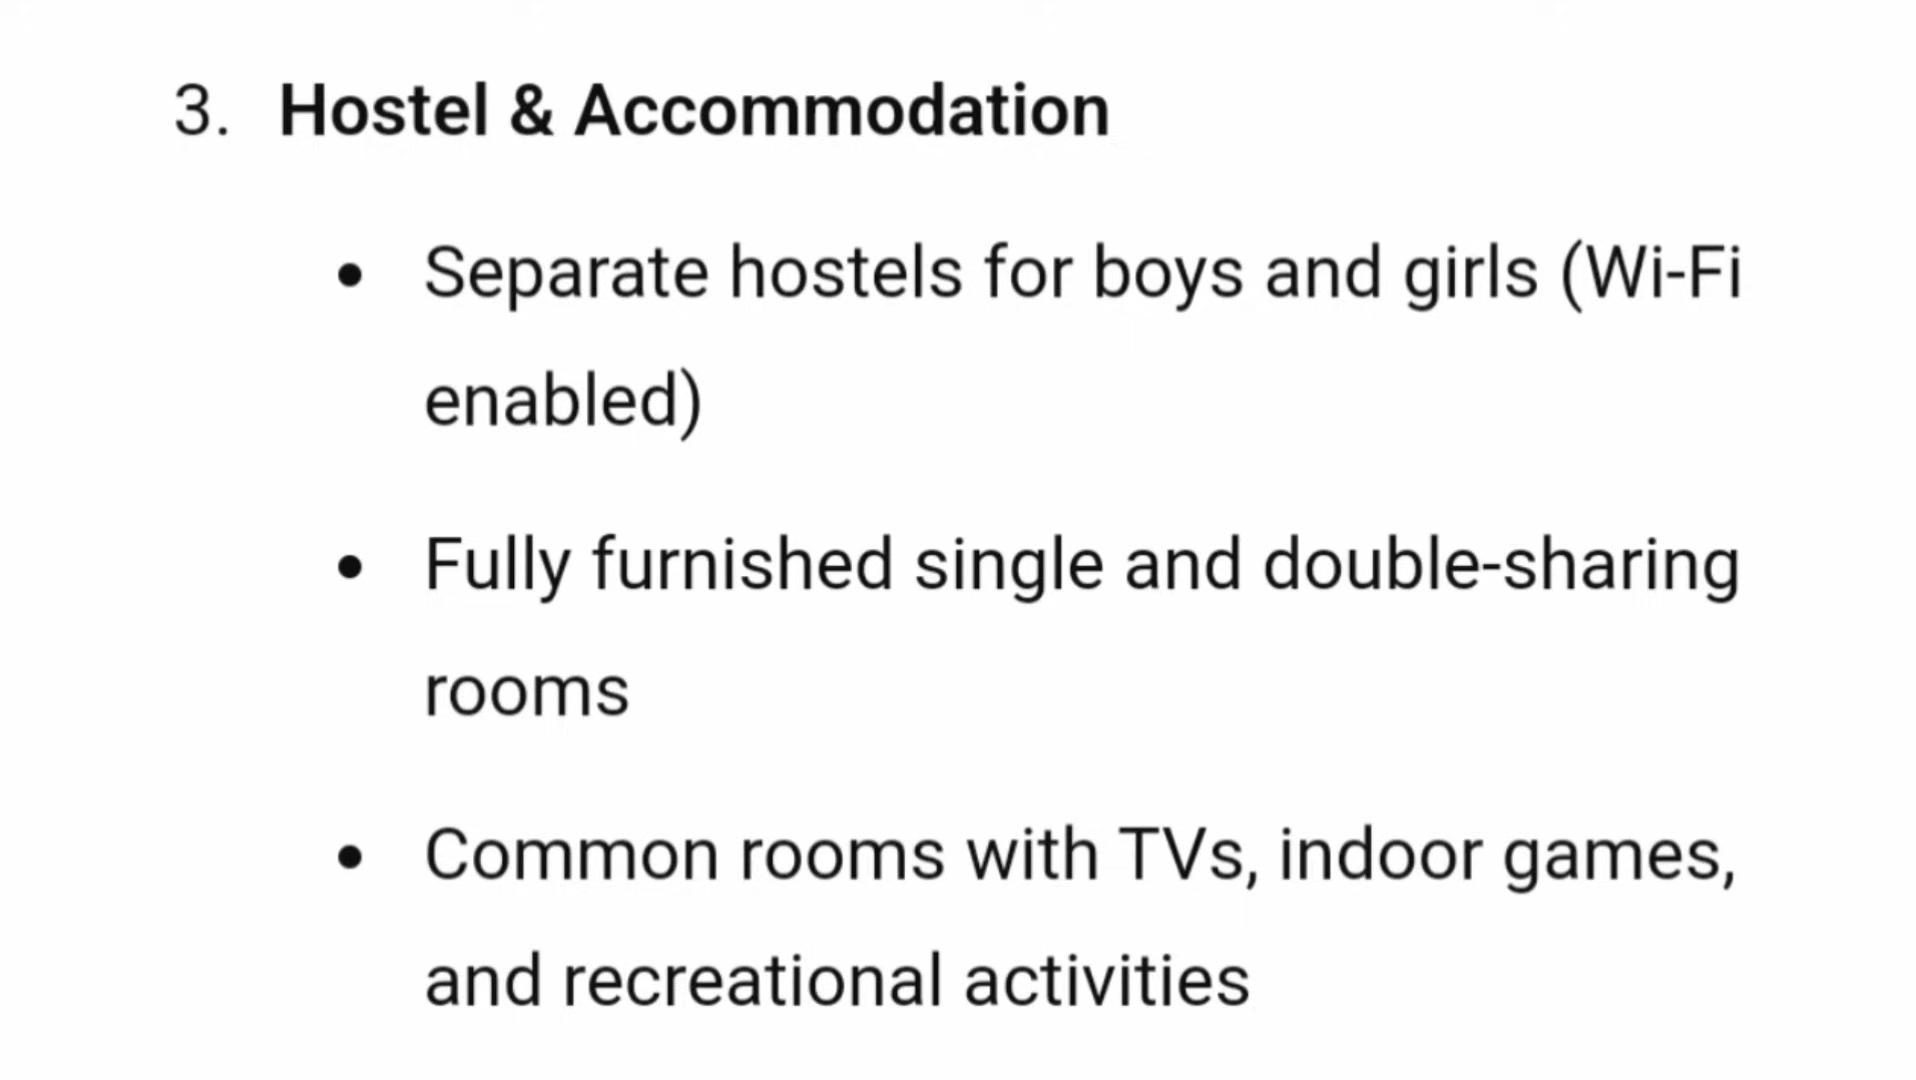 3. Hostel & Accommodation
• Separate hostels for boys and girls (Wi-Fi
enabled)
• Fully furnished single and double-sharing
rooms
• Common rooms with TVs, indoor games,
and recreational activities